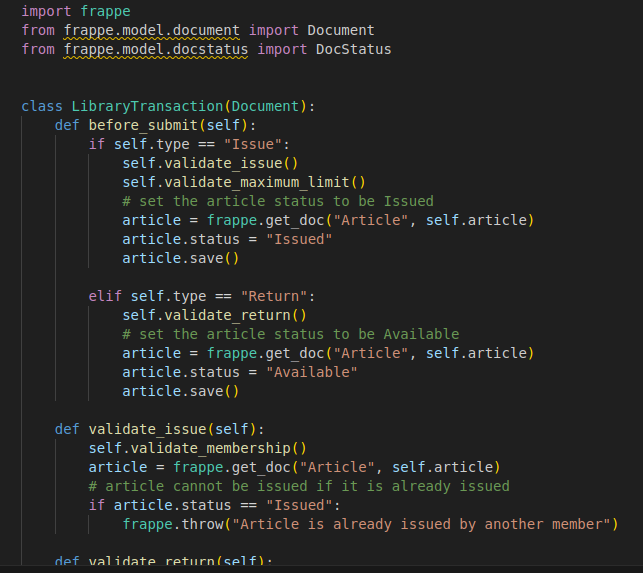 import frappe
from frappe.model.document import Document
from frappe.model.docstatus import DocStatus
class LibraryTransaction(Document):
    def before_submit(self):
        if self.type == "Issue":
            self.validate_issue()
            self.validate_maximum_limit()
            # set the article status to be Issued
            article = frappe.get_doc("Article", self.article)
            article.status = "Issued"
            article.save()
        elif self.type == "Return":
            self.validate_return()
            # set the article status to be Available
            article = frappe.get_doc("Article", self.article)
            article.status = "Available"
            article.save()
    def validate_issue(self):
        self.validate_membership()
        article = frappe.get_doc("Article", self.article)
        # article cannot be issued if it is already issued
        if article.status == "Issued":
            frappe.throw("Article is already issued by another member")
    def validate_return(self):